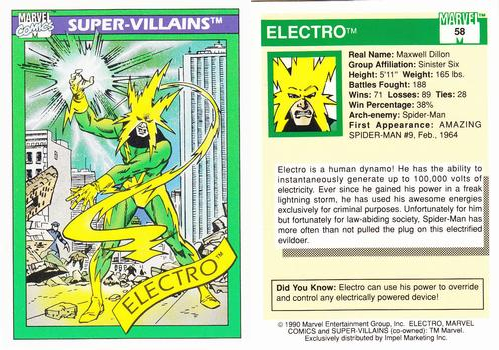 MARVEL
COMICS
SUPER-VILLAINS™
ELECTRO™
ELECTRO™
MARVEL™
58
Real Name: Maxwell Dillon
Group Affiliation: Sinister Six
Height: 5'11" Weight: 165 lbs.
Battles Fought: 188
Wins: 71 Losses: 89 Ties: 28
Win Percentage: 38%
Arch-enemy: Spider-Man
First Appearance: AMAZING
SPIDER-MAN #9, Feb., 1964
Electro is a human dynamo! He has the ability to
instantaneously generate up to 100,000 volts of
electricity. Ever since he gained his power in a freak
lightning storm, he has used his awesome energies
exclusively for criminal purposes. Unfortunately for him
but fortunately for law-abiding society, Spider-Man has
more often than not pulled the plug on this electrified
evildoer.
Did You Know: Electro can use his power to override
and control any electrically powered device!
© 1990 Marvel Entertainment Group, Inc. ELECTRO, MARVEL
COMICS and SUPER-VILLAINS (co-owned): TM Marvel.
Exclusively distributed by Impel Marketing Inc.